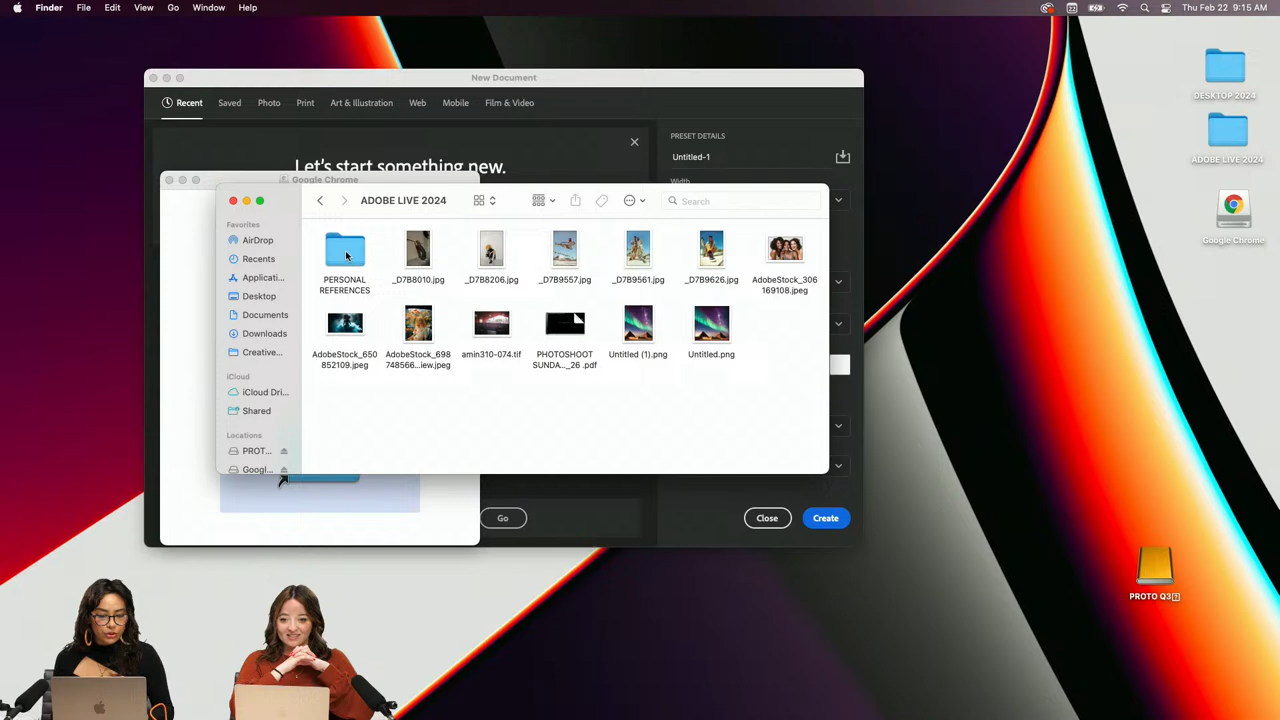 Finder File Edit View Go Window Help
Thu Feb 22 9:15 AM
New Document
Recent Saved Photo Print Art & Illustration Web Mobile Film & Video
Let's start something new.
PRESET DETAILS
Untitled-1
Width
Google Chrome
ADOBE LIVE 2024
Search
Favorites
AirDrop
Recents
Applicati...
Desktop
Documents
Downloads
Creative...
iCloud
iCloud Dri...
Shared
Locations
PROT...
Googl...
PERSONAL
REFERENCES
_D7B8010.jpg
_D7B8206.jpg
_D7B9557.jpg
_D7B9561.jpg
_D7B9626.jpg
AdobeStock_306
169108.jpeg
AdobeStock_650
852109.jpeg
AdobeStock_698
748566...iew.jpeg
amin310-074.tif
PHOTOSHOOT
SUNDA..._26 .pdf
Untitled (1).png
Untitled.png
Go
Close
Create
DESKTOP 2024
ADOBE LIVE 2024
Google Chrome
PROTO Q3?